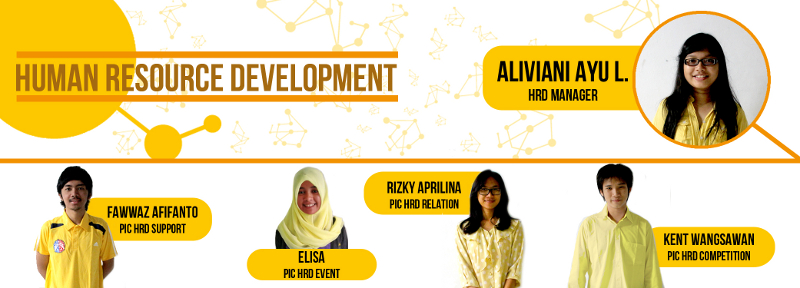 HUMAN RESOURCE DEVELOPMENT
ALIVIANI AYU L.
HRD MANAGER
FAWWAZ AFIFANTO
PIC HRD SUPPORT
ELISA
PIC HRD EVENT
RIZKY APRILINA
PIC HRD RELATION
KENT WANGSAWAN
PIC HRD COMPETITION